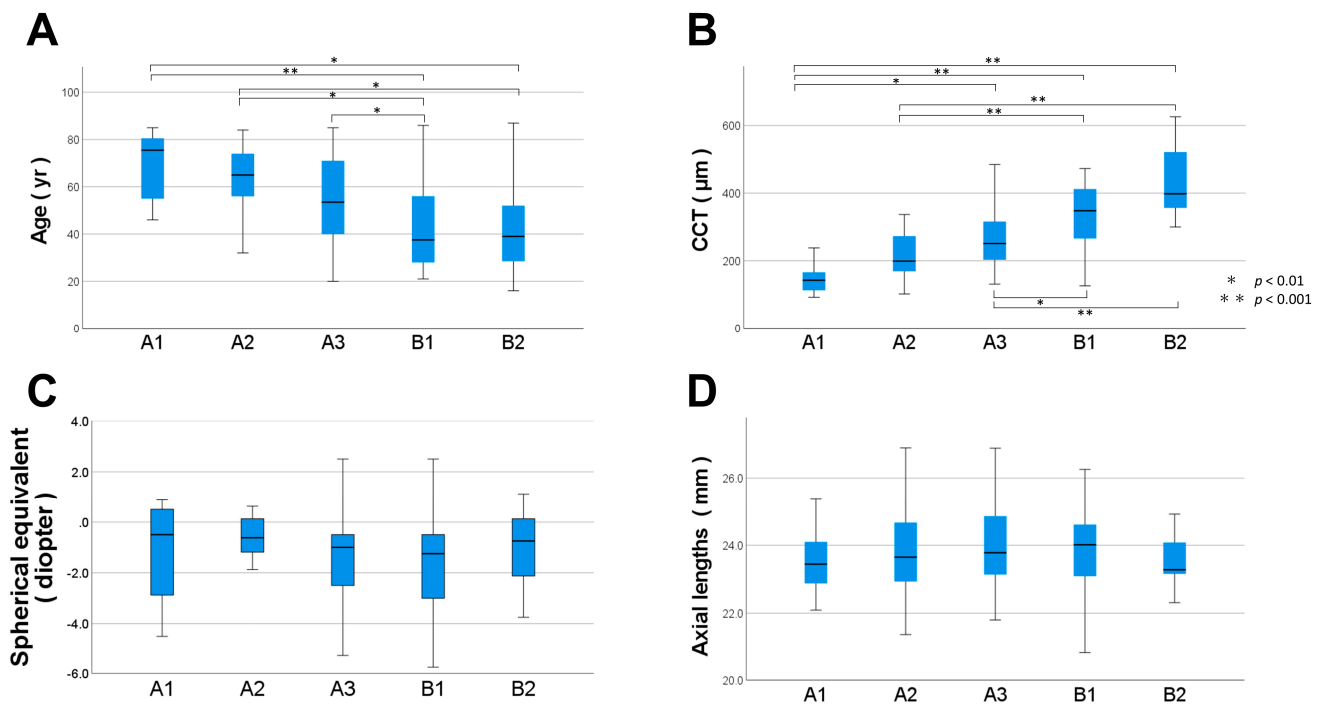 A
Age ( yr )
*
**
*
*
*
100
80
60
40
20
0
A1 A2 A3 B1 B2
B
CCT ( μm )
**
**
*
**
**
600
400
200
0
*
**
A1 A2 A3 B1 B2
* p < 0.01
* * p < 0.001
C
Spherical equivalent
( diopter )
4.0
2.0
.0
-2.0
-4.0
-6.0
A1 A2 A3 B1 B2
D
Axial lengths ( mm )
26.0
24.0
22.0
20.0
A1 A2 A3 B1 B2